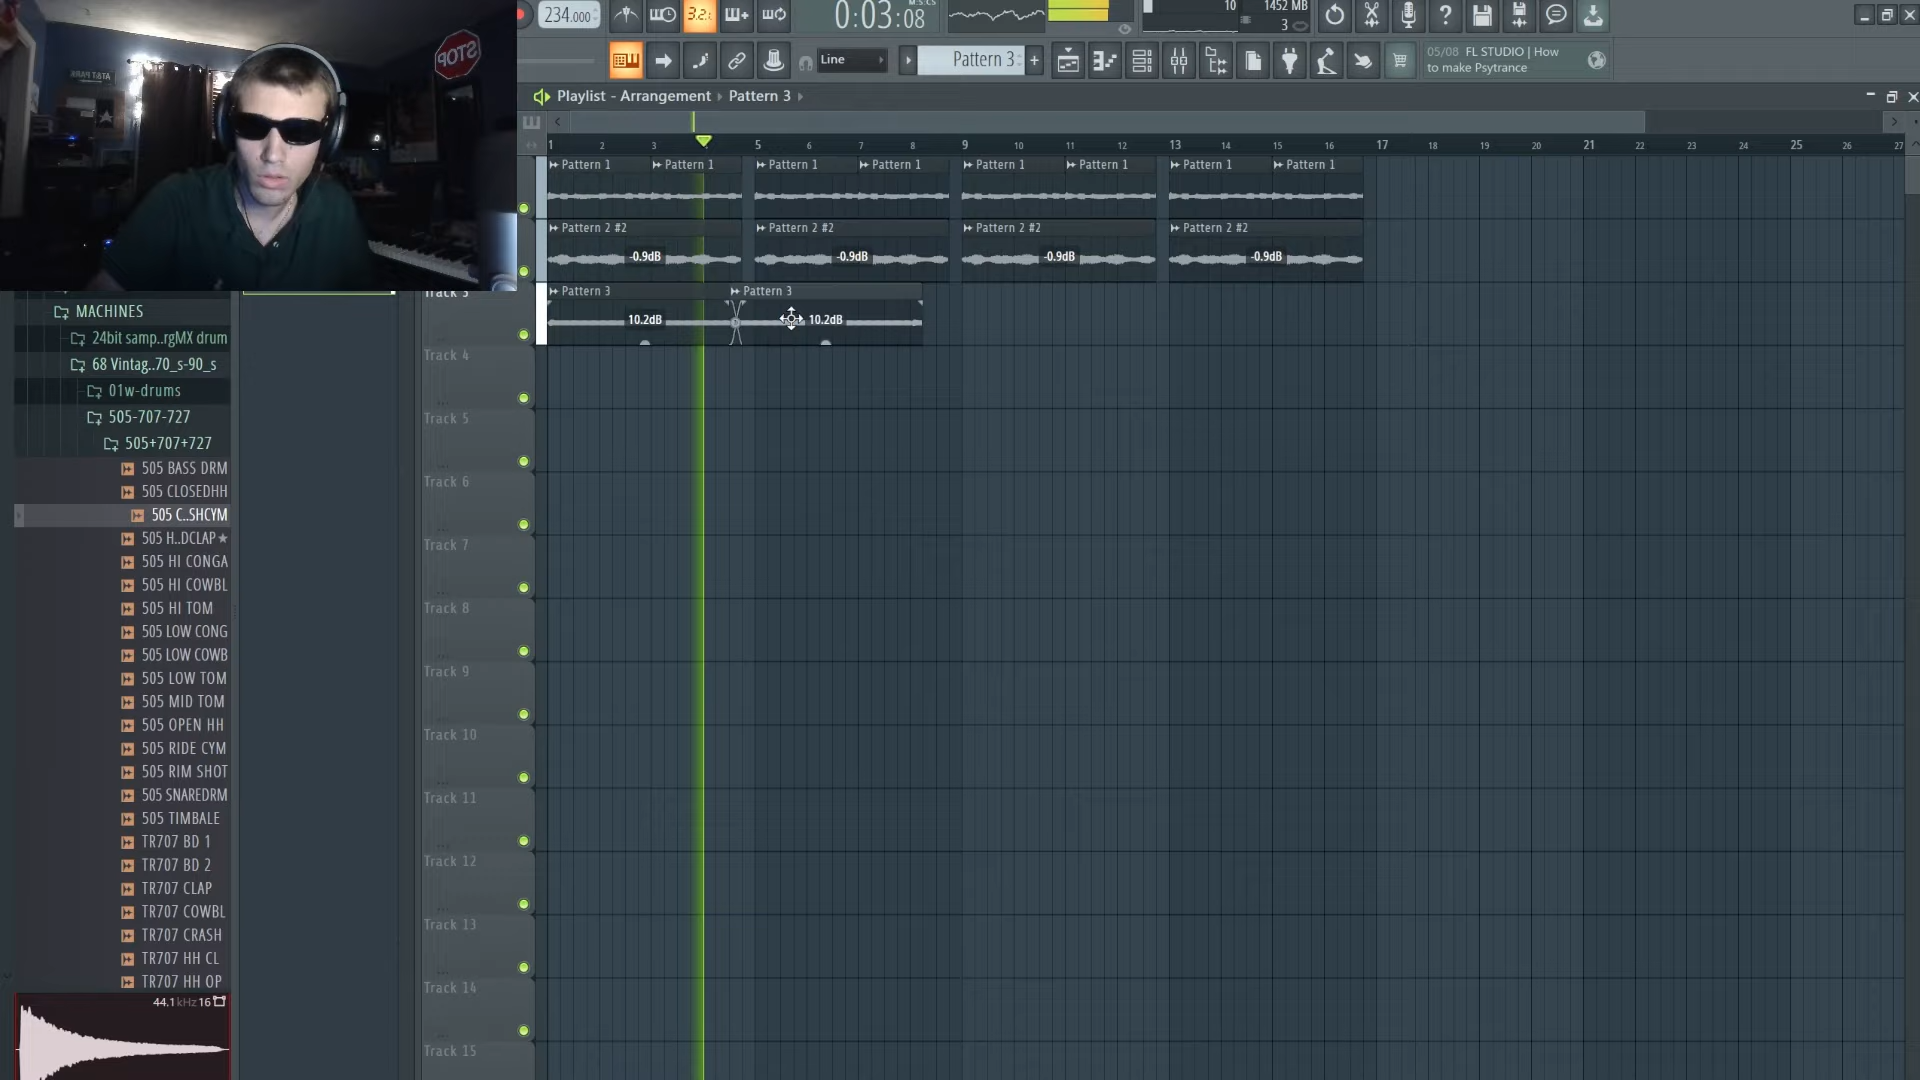 STOP
234.000
3.2.
0:03:08
M:S:CS
10
1452 MB
3
Line
Pattern 3
05/08 FL STUDIO | How
to make Psytrance
Playlist - Arrangement
Pattern 3
1 2 3 5 6 7 8 9 10 11 12 13 14 15 16 17 18 19 20 21 22 23 24 25 26 27
Pattern 1 Pattern 1 Pattern 1 Pattern 1 Pattern 1 Pattern 1 Pattern 1 Pattern 1
Pattern 2 #2 Pattern 2 #2 Pattern 2 #2 Pattern 2 #2
-0.9dB -0.9dB -0.9dB -0.9dB
Track 3
Pattern 3 Pattern 3
10.2dB 10.2dB
Track 4
Track 5
Track 6
Track 7
Track 8
Track 9
Track 10
Track 11
Track 12
Track 13
Track 14
Track 15
MACHINES
24bit samp..rgMX drum
68 Vintag..70_s-90_s
01w-drums
505-707-727
505+707+727
505 BASS DRM
505 CLOSEDHH
505 C..SHCYM
505 H..DCLAP
505 HI CONGA
505 HI COWBL
505 HI TOM
505 LOW CONG
505 LOW COWB
505 LOW TOM
505 MID TOM
505 OPEN HH
505 RIDE CYM
505 RIM SHOT
505 SNAREDRM
505 TIMBALE
TR707 BD 1
TR707 BD 2
TR707 CLAP
TR707 COWBL
TR707 CRASH
TR707 HH CL
TR707 HH OP
44.1kHz 16